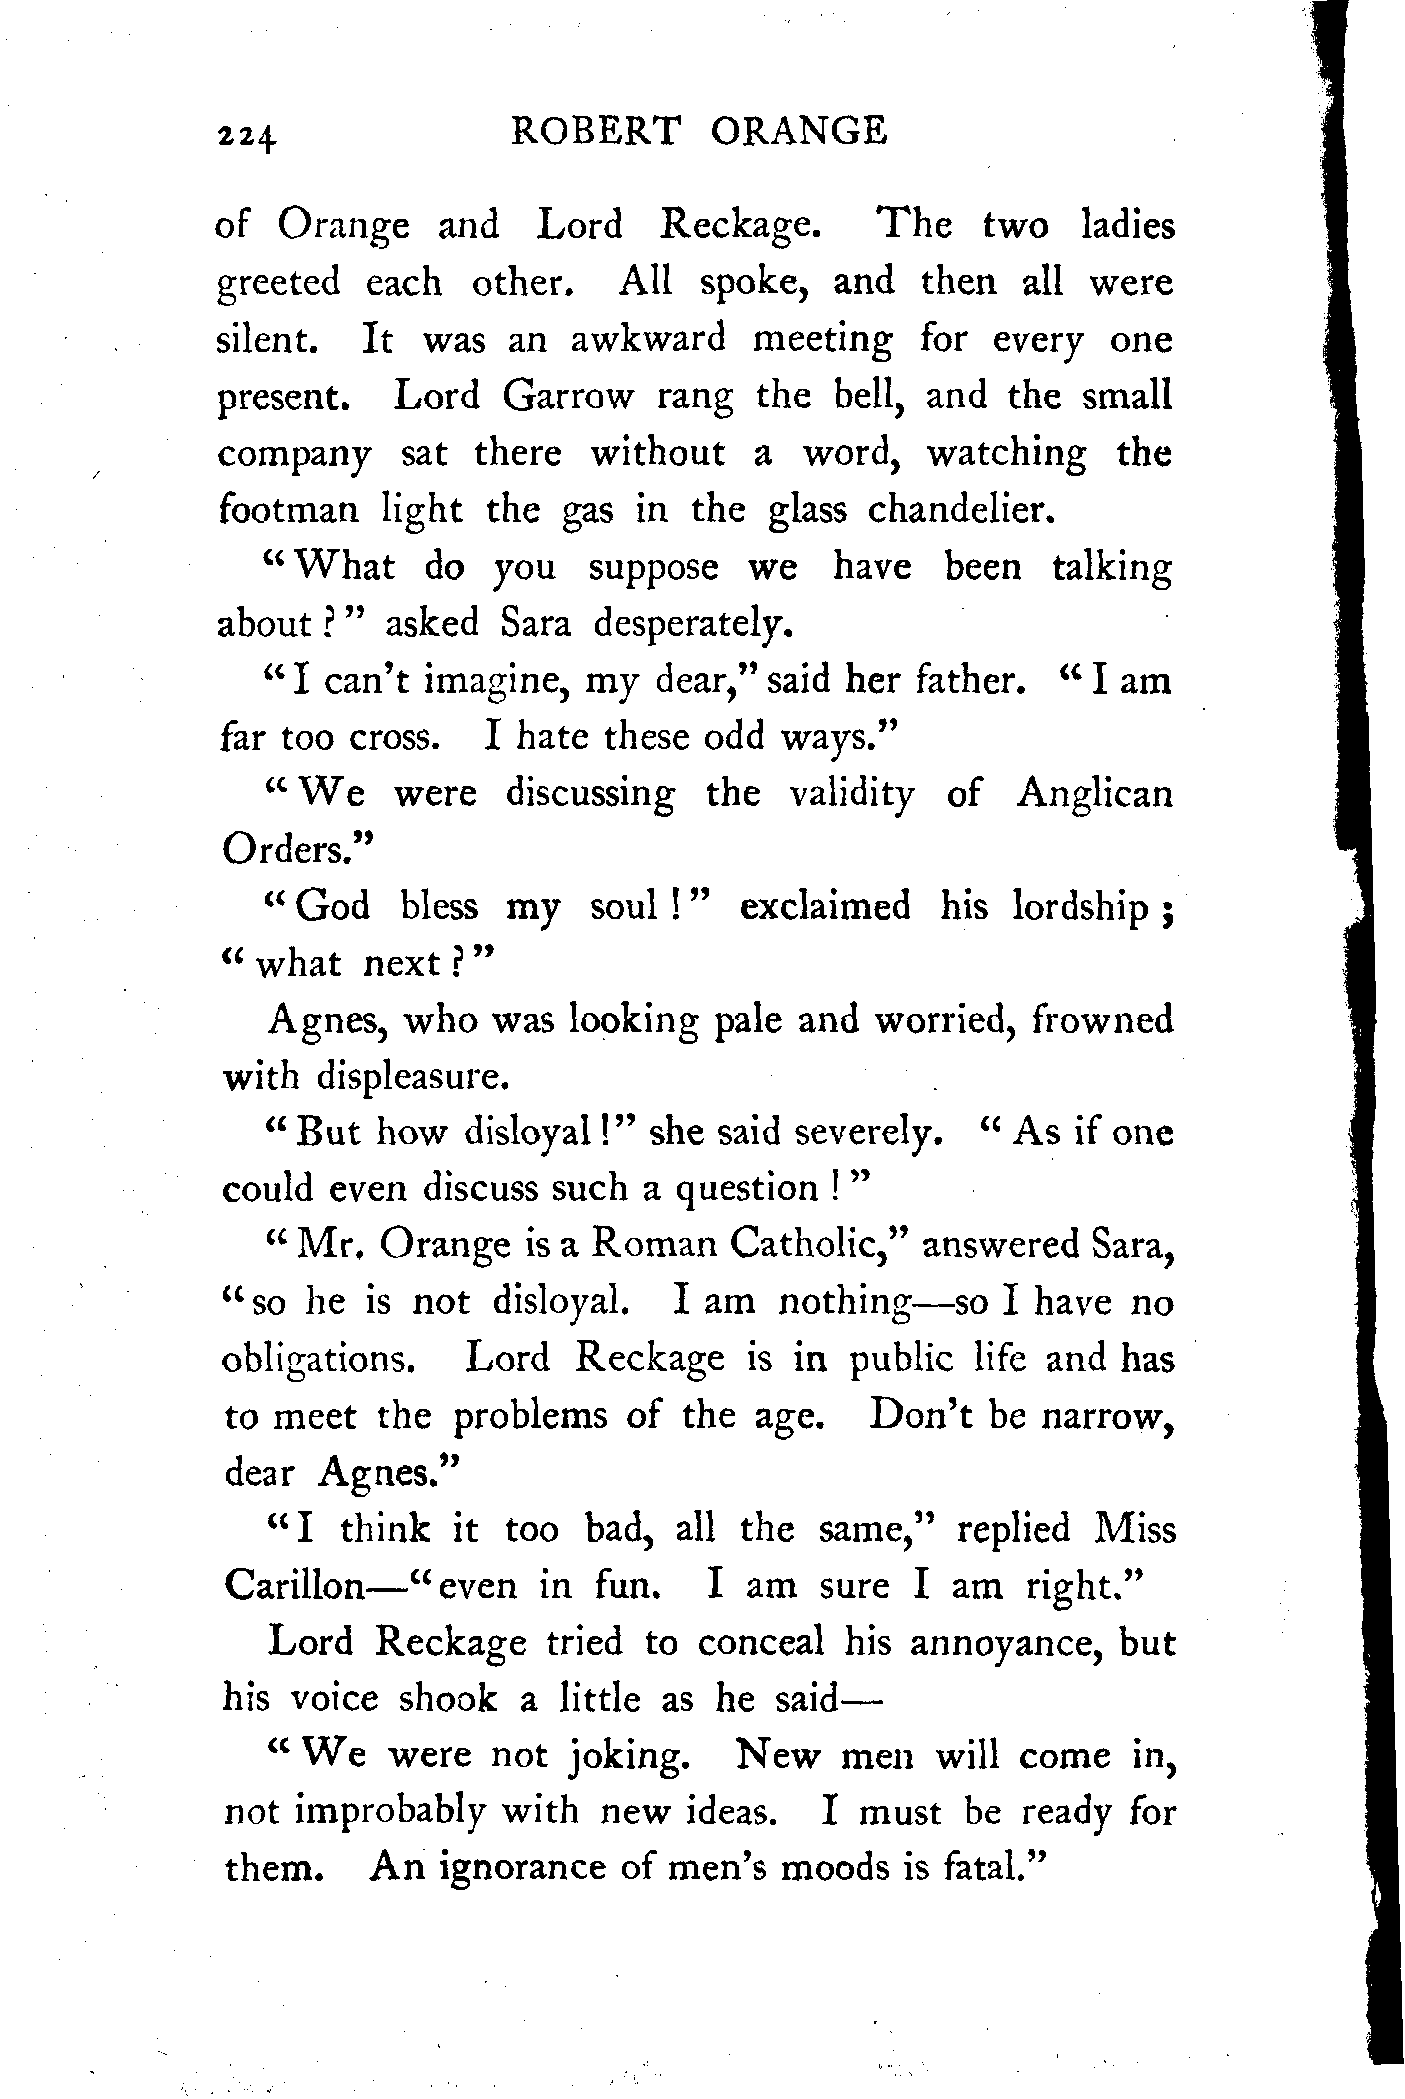 224 ROBERT ORANGE
of Orange and Lord Reckage. The two ladies
greeted each other. All spoke, and then all were
silent. It was an awkward meeting for every one
present. Lord Garrow rang the bell, and the small
company sat there without a word, watching the
footman light the gas in the glass chandelier.
“What do you suppose we have been talking
about?” asked Sara desperately.
“I can't imagine, my dear,” said her father. “I am
far too cross. I hate these odd ways.”
“We were discussing the validity of Anglican
Orders.”
“God bless my soul!” exclaimed his lordship;
“what next?”
Agnes, who was looking pale and worried, frowned
with displeasure.
“But how disloyal!” she said severely. “As if one
could even discuss such a question!”
“Mr. Orange is a Roman Catholic,” answered Sara,
“so he is not disloyal. I am nothing—so I have no
obligations. Lord Reckage is in public life and has
to meet the problems of the age. Don't be narrow,
dear Agnes.”
“I think it too bad, all the same,” replied Miss
Carillon—“even in fun. I am sure I am right.”
Lord Reckage tried to conceal his annoyance, but
his voice shook a little as he said—
“We were not joking. New men will come in,
not improbably with new ideas. I must be ready for
them. An ignorance of men's moods is fatal.”